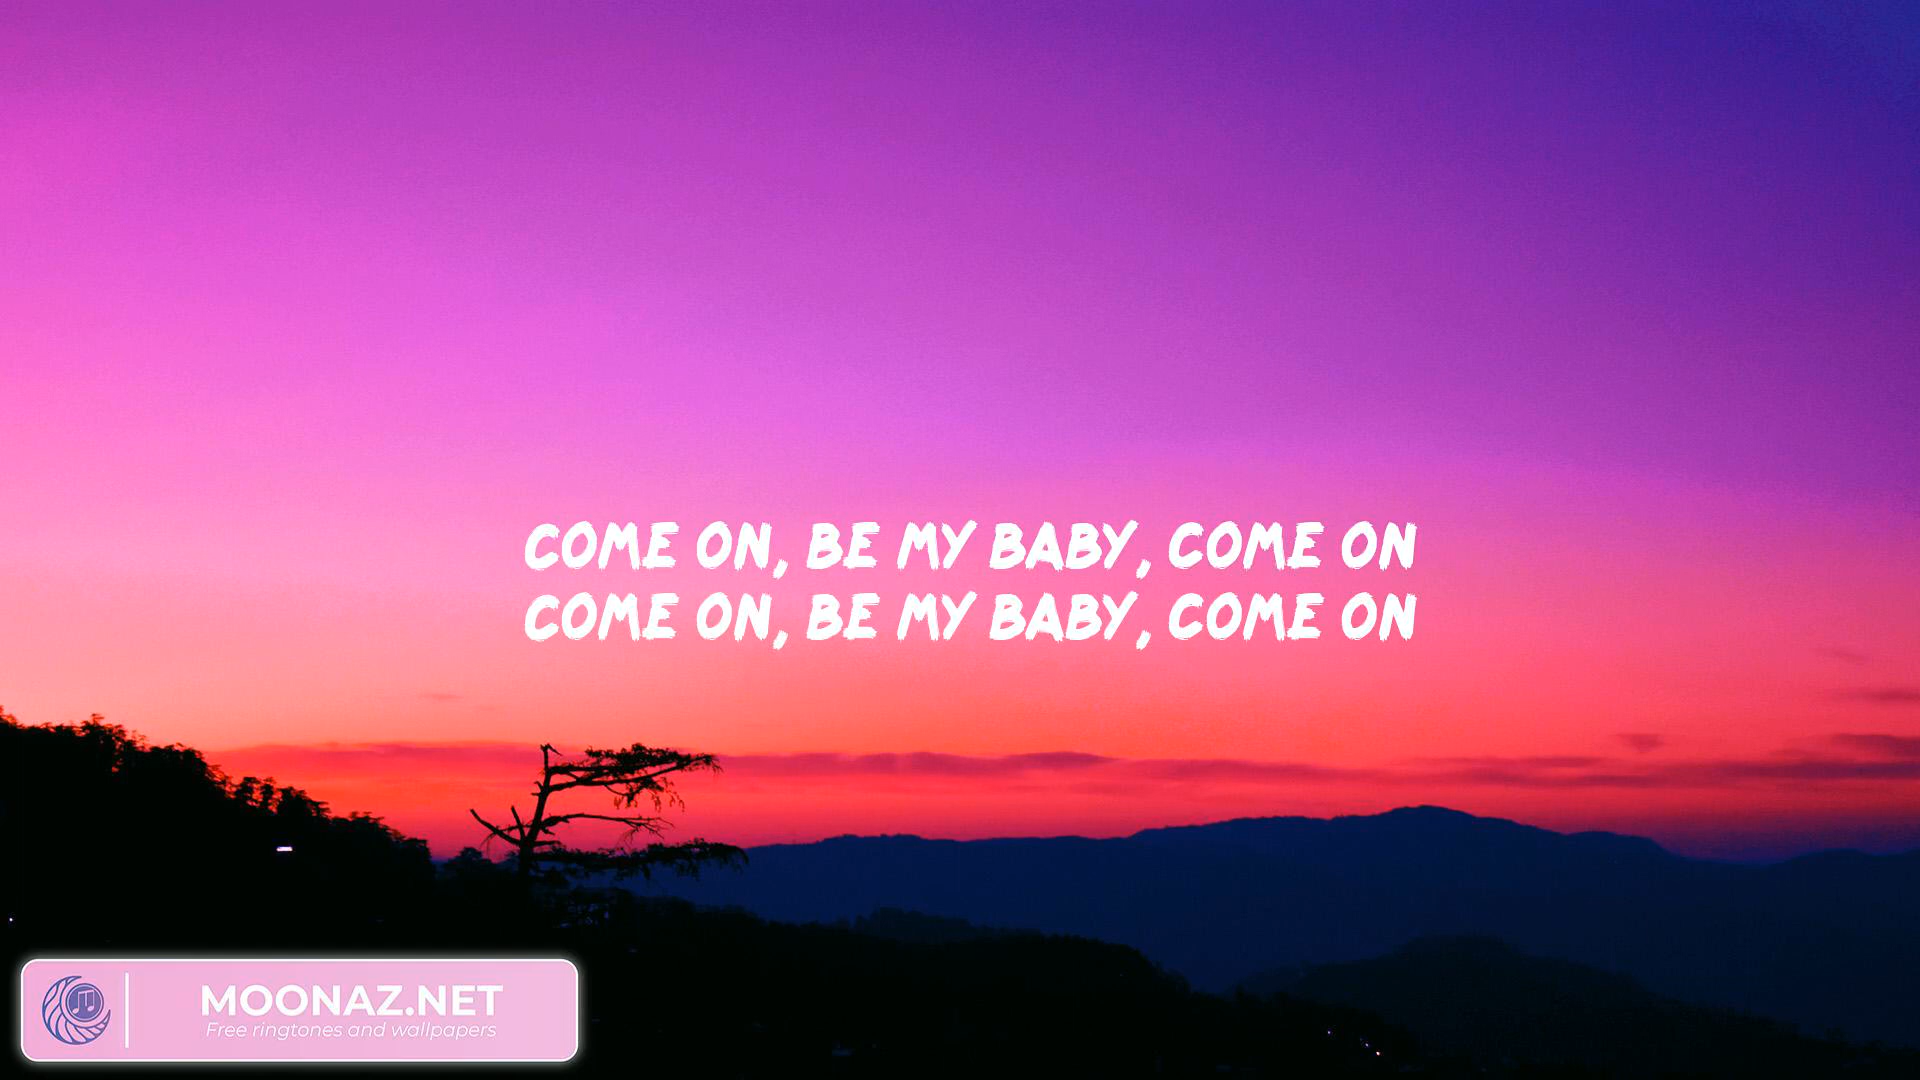 COME ON, BE MY BABY, COME ON
COME ON, BE MY BABY, COME ON
MOONAZ.NET
Free ringtones and wallpapers